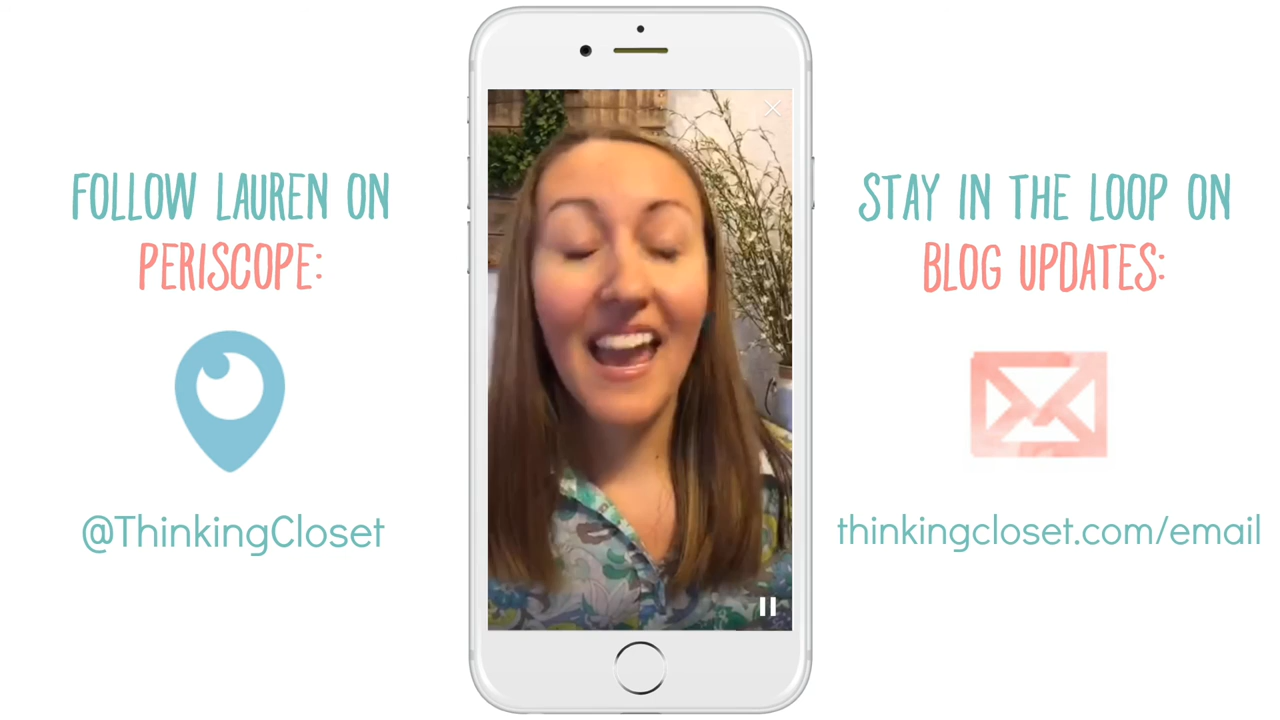 FOLLOW LAUREN ON
PERISCOPE:
@ThinkingCloset
STAY IN THE LOOP ON
BLOG UPDATES:
thinkingcloset.com/email